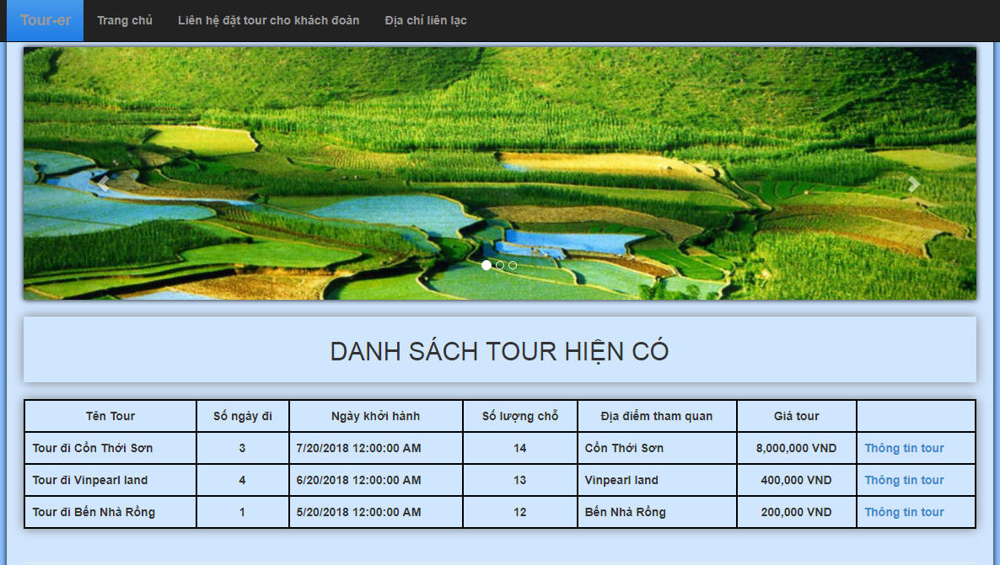 Tour-er Trang chủ Liên hệ đặt tour cho khách đoàn Địa chỉ liên lạc
DANH SÁCH TOUR HIỆN CÓ
Tên Tour Số ngày đi Ngày khởi hành Số lượng chỗ Địa điểm tham quan Giá tour
Tour đi Cồn Thới Sơn 3 7/20/2018 12:00:00 AM 14 Cồn Thới Sơn 8,000,000 VND Thông tin tour
Tour đi Vinpearl land 4 6/20/2018 12:00:00 AM 13 Vinpearl land 400,000 VND Thông tin tour
Tour đi Bến Nhà Rồng 1 5/20/2018 12:00:00 AM 12 Bến Nhà Rồng 200,000 VND Thông tin tour